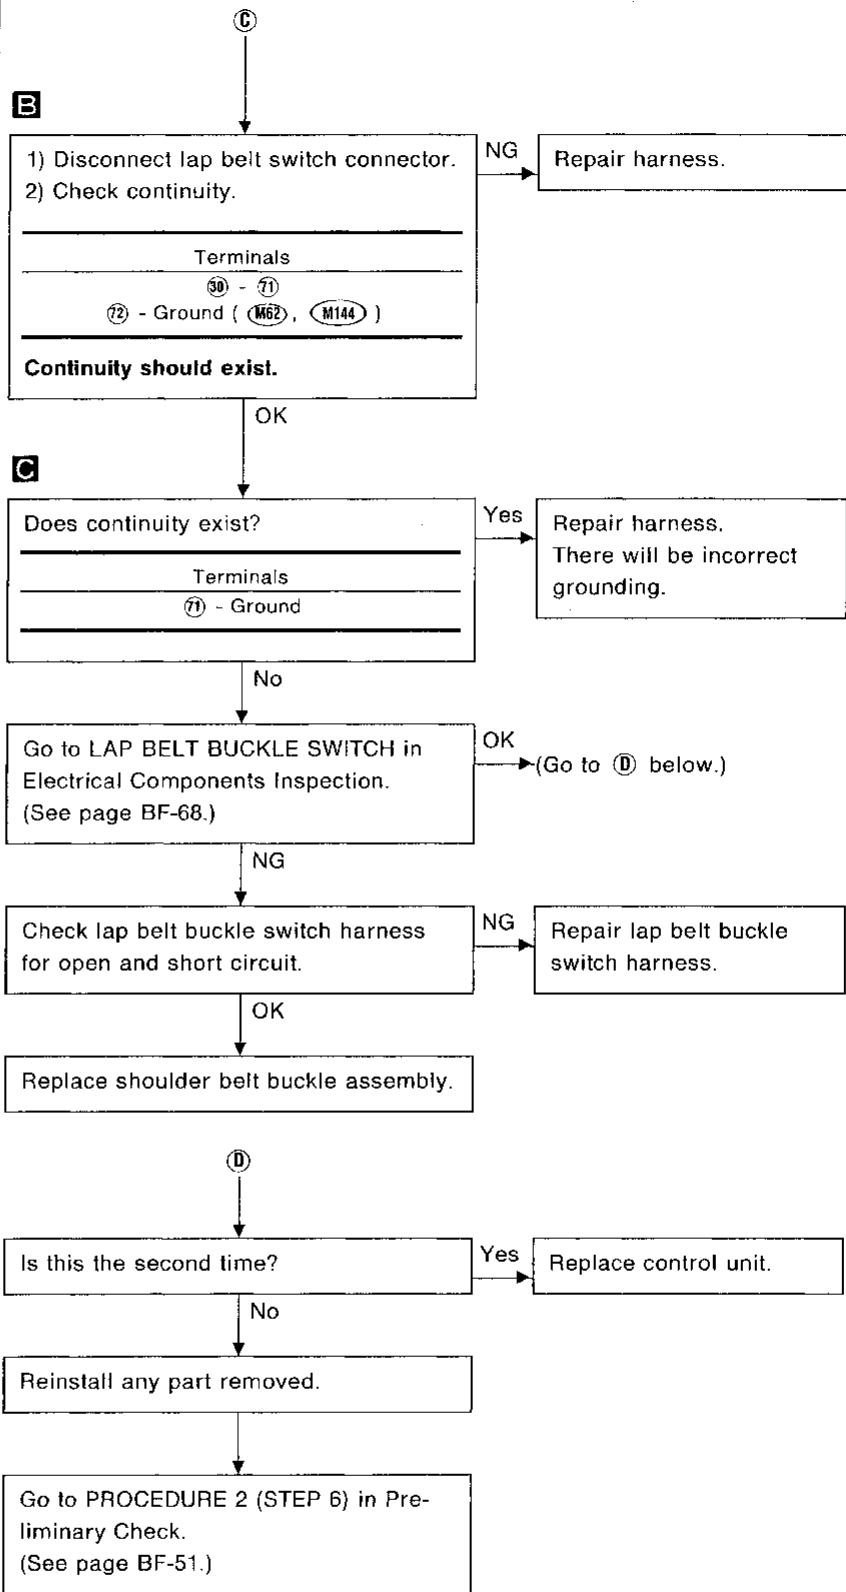 Ⓒ
B
1) Disconnect lap belt switch connector.
2) Check continuity.
Terminals
㉚ - 71
72 - Ground ( M62, M144 )
Continuity should exist.
NG
Repair harness.
OK
C
Does continuity exist?
Terminals
71 - Ground
Yes
Repair harness.
There will be incorrect
grounding.
No
Go to LAP BELT BUCKLE SWITCH in
Electrical Components Inspection.
(See page BF-68.)
OK
(Go to Ⓓ below.)
NG
Check lap belt buckle switch harness
for open and short circuit.
NG
Repair lap belt buckle
switch harness.
OK
Replace shoulder belt buckle assembly.
Ⓓ
Is this the second time?
Yes
Replace control unit.
No
Reinstall any part removed.
Go to PROCEDURE 2 (STEP 6) in Pre-
liminary Check.
(See page BF-51.)